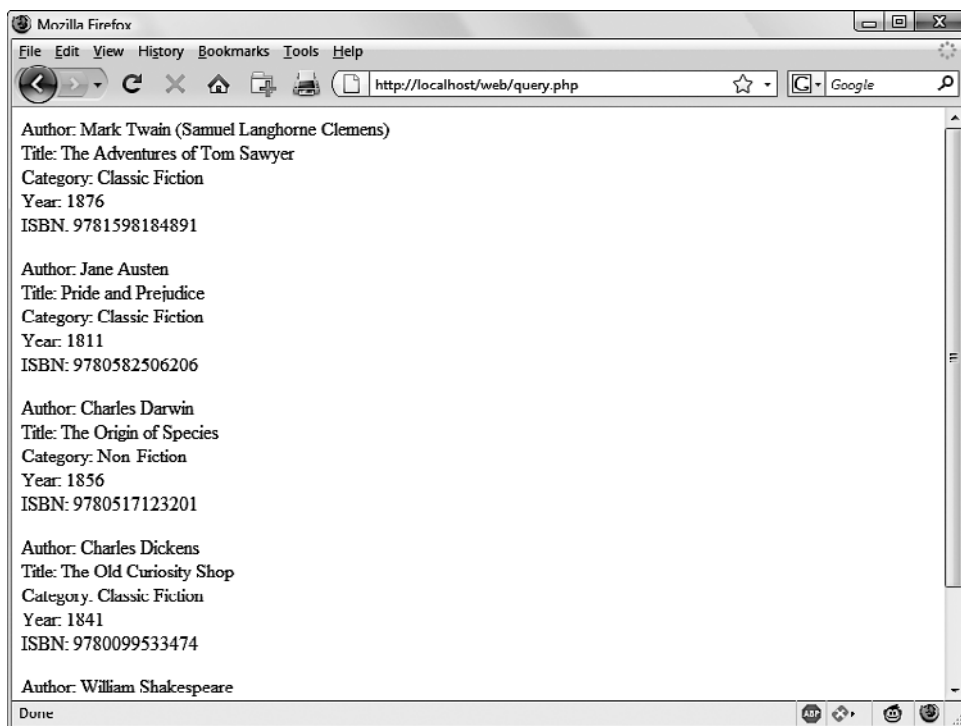 Mozilla Firefox
File Edit View History Bookmarks Tools Help
http://localhost/web/query.php
G Google
Author: Mark Twain (Samuel Langhorne Clemens)
Title: The Adventures of Tom Sawyer
Category: Classic Fiction
Year: 1876
ISBN: 9781598184891
Author: Jane Austen
Title: Pride and Prejudice
Category: Classic Fiction
Year: 1811
ISBN: 9780582506206
Author: Charles Darwin
Title: The Origin of Species
Category: Non Fiction
Year: 1856
ISBN: 9780517123201
Author: Charles Dickens
Title: The Old Curiosity Shop
Category: Classic Fiction
Year: 1841
ISBN: 9780099533474
Author: William Shakespeare
Done
ABP